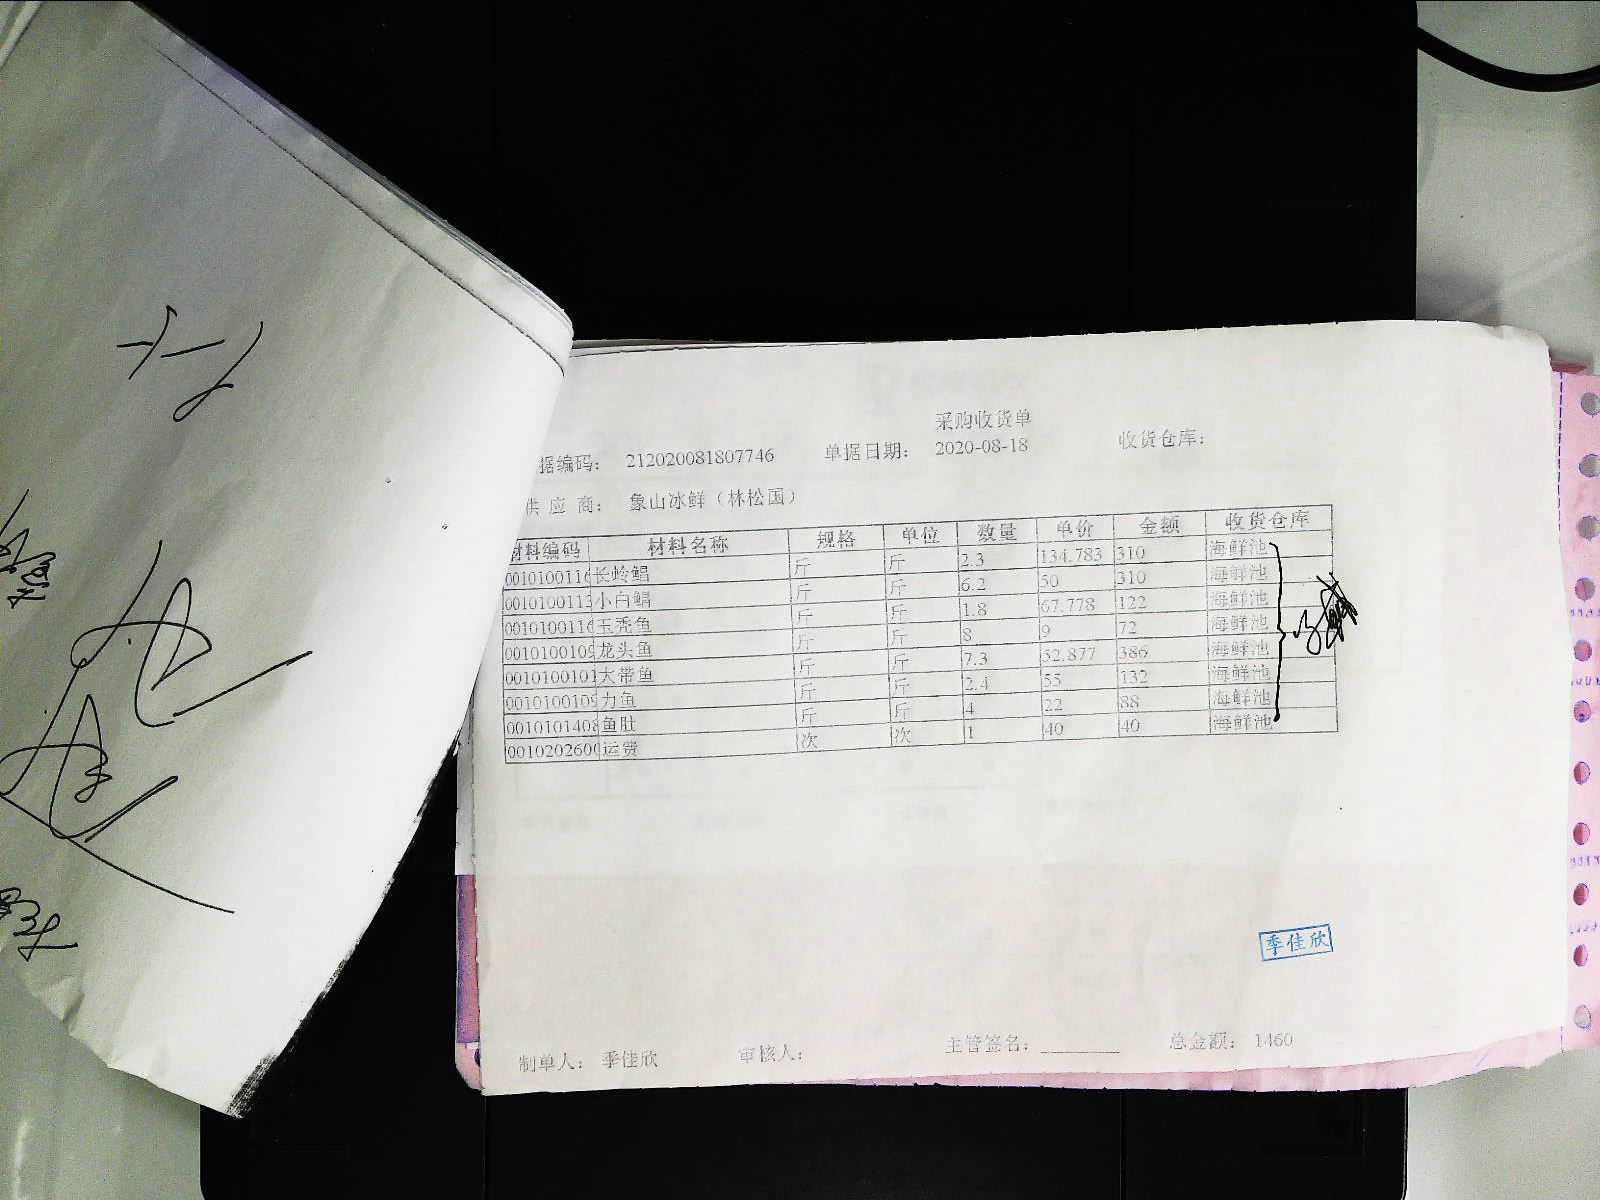 采购收货单
据编码： 212020081807746 单据日期： 2020-08-18 收货仓库：
供 应 商： 象山冰鲜（林松国）
材料编码 材料名称 规格 单位 数量 单价 金额 收货仓库
0010100116 长岭鲳 斤 斤 2.3 134.783 310 海鲜池
0010100113 小白鲳 斤 斤 6.2 50 310 海鲜池
0010100116 玉秃鱼 斤 斤 1.8 67.778 122 海鲜池
0010100109 龙头鱼 斤 斤 8 9 72 海鲜池
0010100101 大带鱼 斤 斤 7.3 52.877 386 海鲜池
0010100109 力鱼 斤 斤 2.4 55 132 海鲜池
0010101408 鱼肚 斤 斤 4 22 88 海鲜池
0010202600 运费 次 次 1 40 40 海鲜池
季佳欣
制单人： 季佳欣 审核人： 主管签名： 总金额： 1460